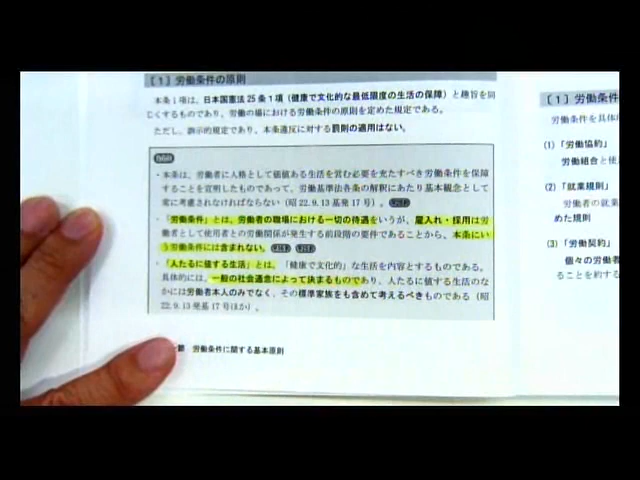 〔1〕労働条件の原則
本条1項は、日本国憲法25条1項（健康で文化的な最低限度の生活の保障）と趣旨を同
じくするものであり、労働の場における労働条件の原則を定めた規定である。
ただし、訓示的規定であり、本条違反に対する罰則の適用はない。
・本条は、労働者に人格として価値ある生活を営む必要を充たすべき労働条件を保障
することを宣明したものであって、労働基準法各条の解釈にあたり基本観念として
常に考慮されなければならない（昭22.9.13発基17号）。
・「労働条件」とは、労働者の職場における一切の待遇をいうが、雇入れ・採用は労
働者として使用者との労働関係が発生する前段階の要件であることから、本条にい
う労働条件には含まれない。
・「人たるに値する生活」とは、「健康で文化的」な生活を内容とするものである。
具体的には、一般の社会通念によって決まるものであり、人たるに値する生活のな
かには労働者本人のみでなく、その標準家族をも含めて考えるべきものである（昭
22.9.13発基17号ほか）。
節 労働条件に関する基本原則
〔1〕労働条件
労働条件を具体
(1)「労働協約」
労働組合と使
(2)「就業規則」
労働者の就業
めた規則
(3)「労働契約」
個々の労働者
ることを約する